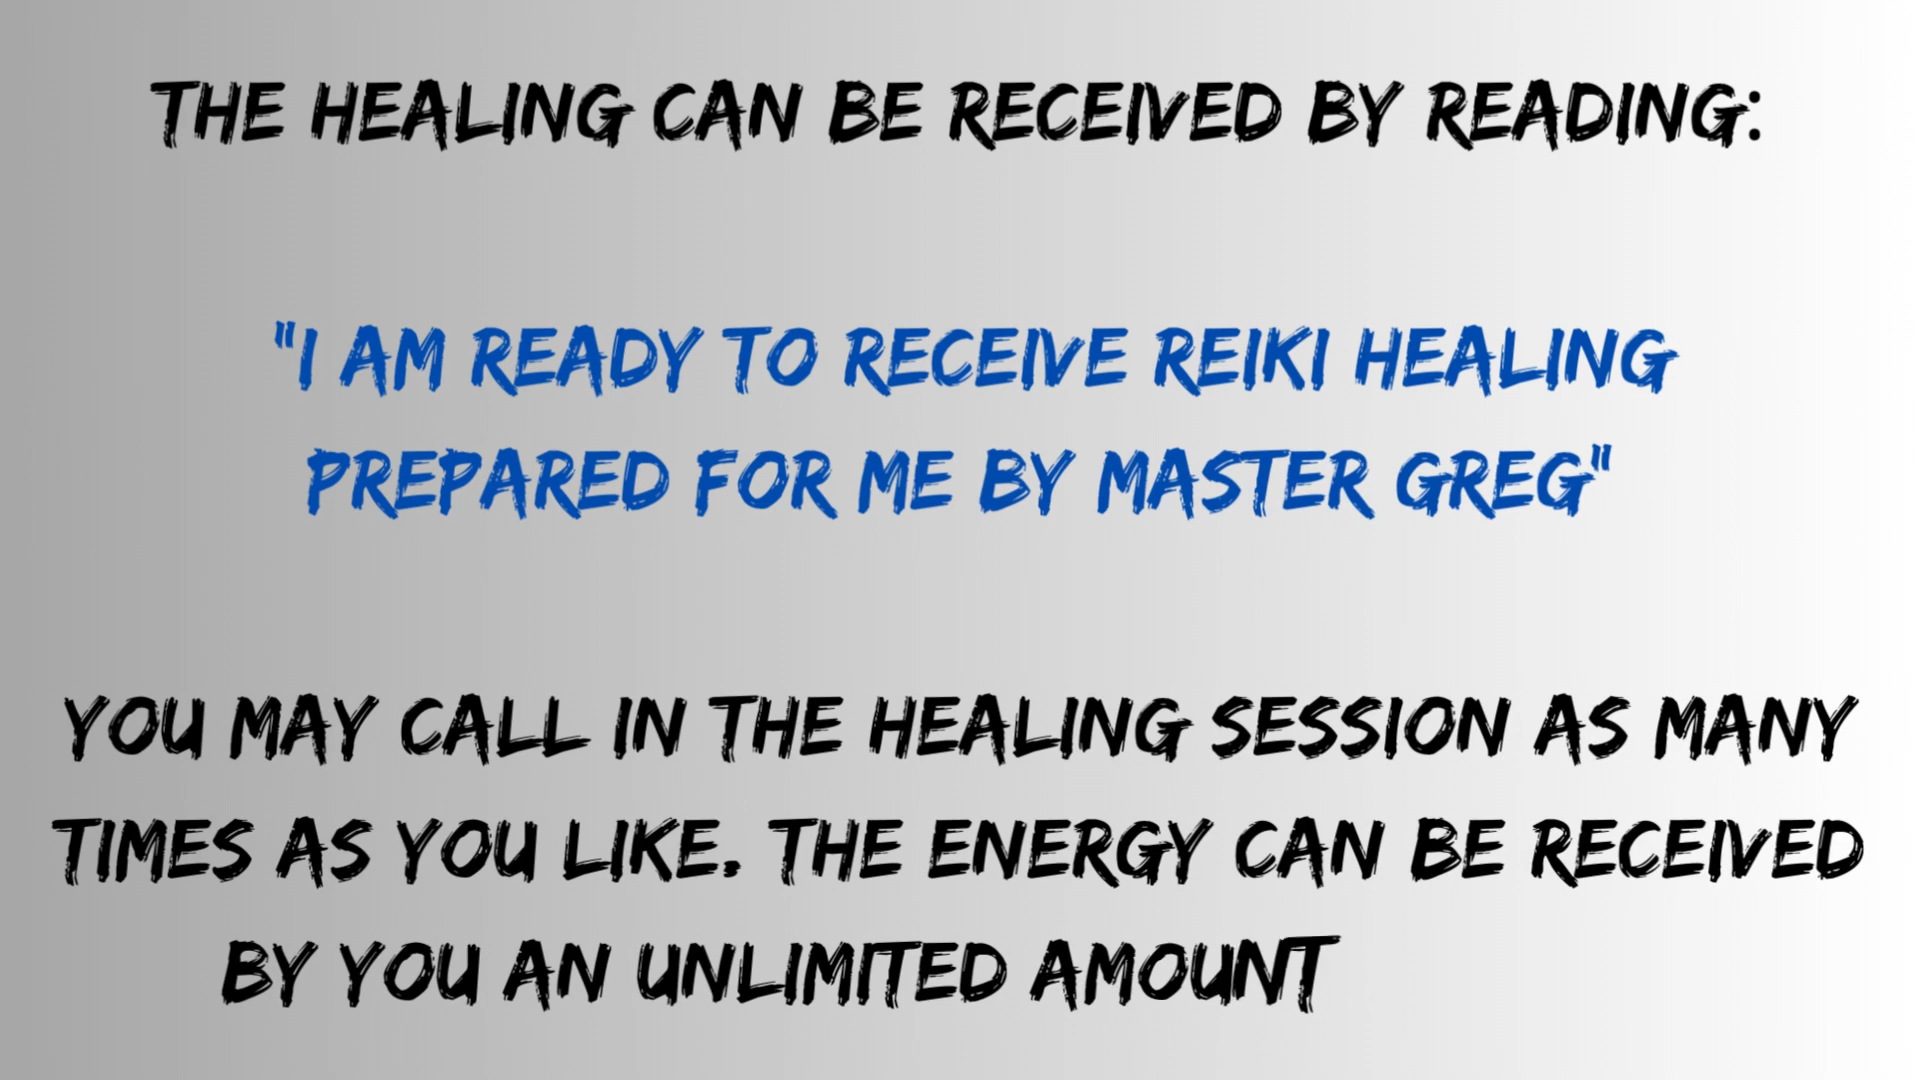 THE HEALING CAN BE RECEIVED BY READING:
"I AM READY TO RECEIVE REIKI HEALING
PREPARED FOR ME BY MASTER GREG"
YOU MAY CALL IN THE HEALING SESSION AS MANY
TIMES AS YOU LIKE. THE ENERGY CAN BE RECEIVED
BY YOU AN UNLIMITED AMOUNT